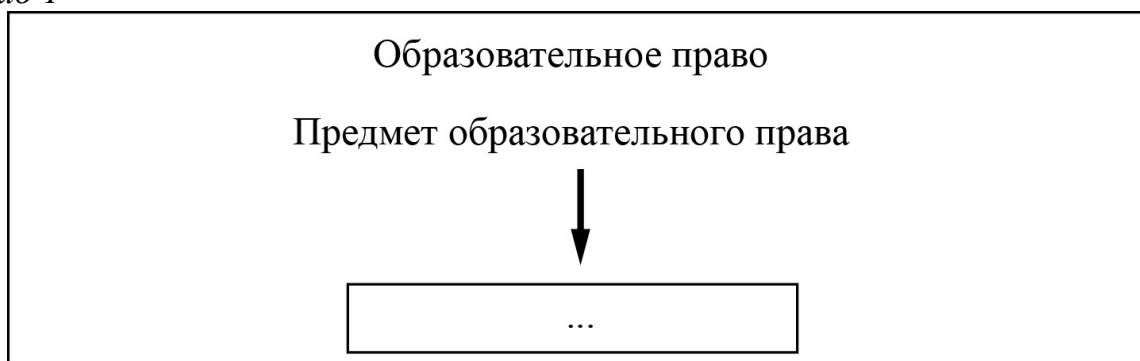 Образовательное право
Предмет образовательного права
...